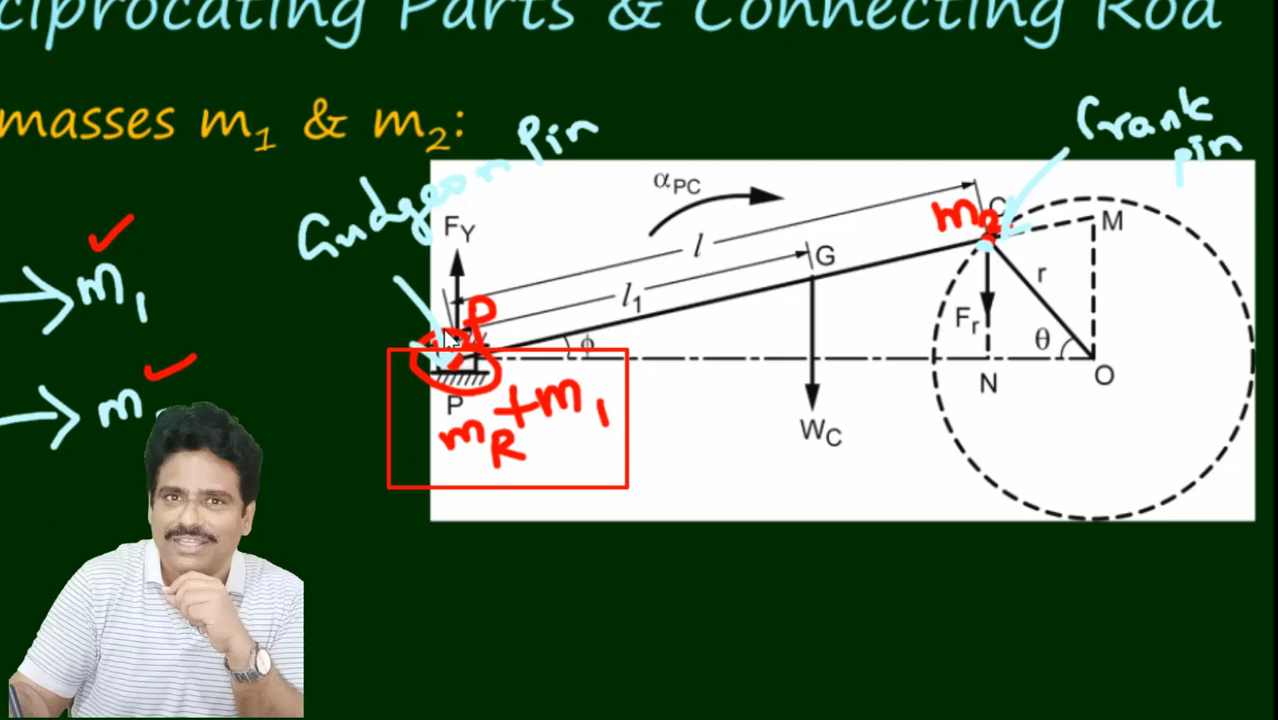 ciprocating Parts & Connecting Rod
masses m1 & m2:
Gudgeon Pin
Crank
pin
→ m1
→ m
αPC
FY
l
l1
G
C
m2
M
r
P
ϕ
Fr
θ
N
O
P
mR + m1
WC